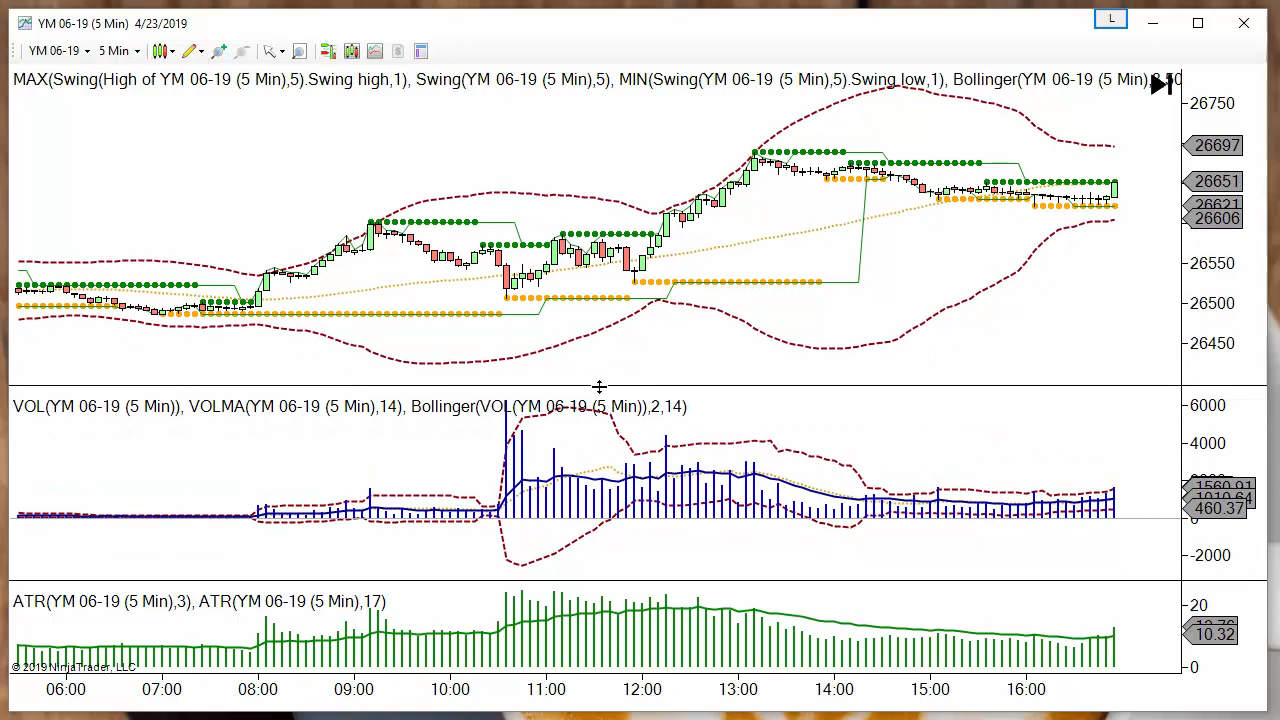 YM 06-19 (5 Min) 4/23/2019
L
YM 06-19 5 Min
MAX(Swing(High of YM 06-19 (5 Min),5).Swing high,1), Swing(YM 06-19 (5 Min),5), MIN(Swing(YM 06-19 (5 Min),5).Swing low,1), Bollinger(YM 06-19 (5 Min),
26750
26697
26651
26621
26606
26550
26500
26450
VOL(YM 06-19 (5 Min)), VOLMA(YM 06-19 (5 Min),14), Bollinger(VOL(YM 06-19 (5 Min)),2,14)
6000
4000
1560.91
1010.64
460.37
0
-2000
ATR(YM 06-19 (5 Min),3), ATR(YM 06-19 (5 Min),17)
20
10.32
0
© 2019 NinjaTrader, LLC
06:00 07:00 08:00 09:00 10:00 11:00 12:00 13:00 14:00 15:00 16:00